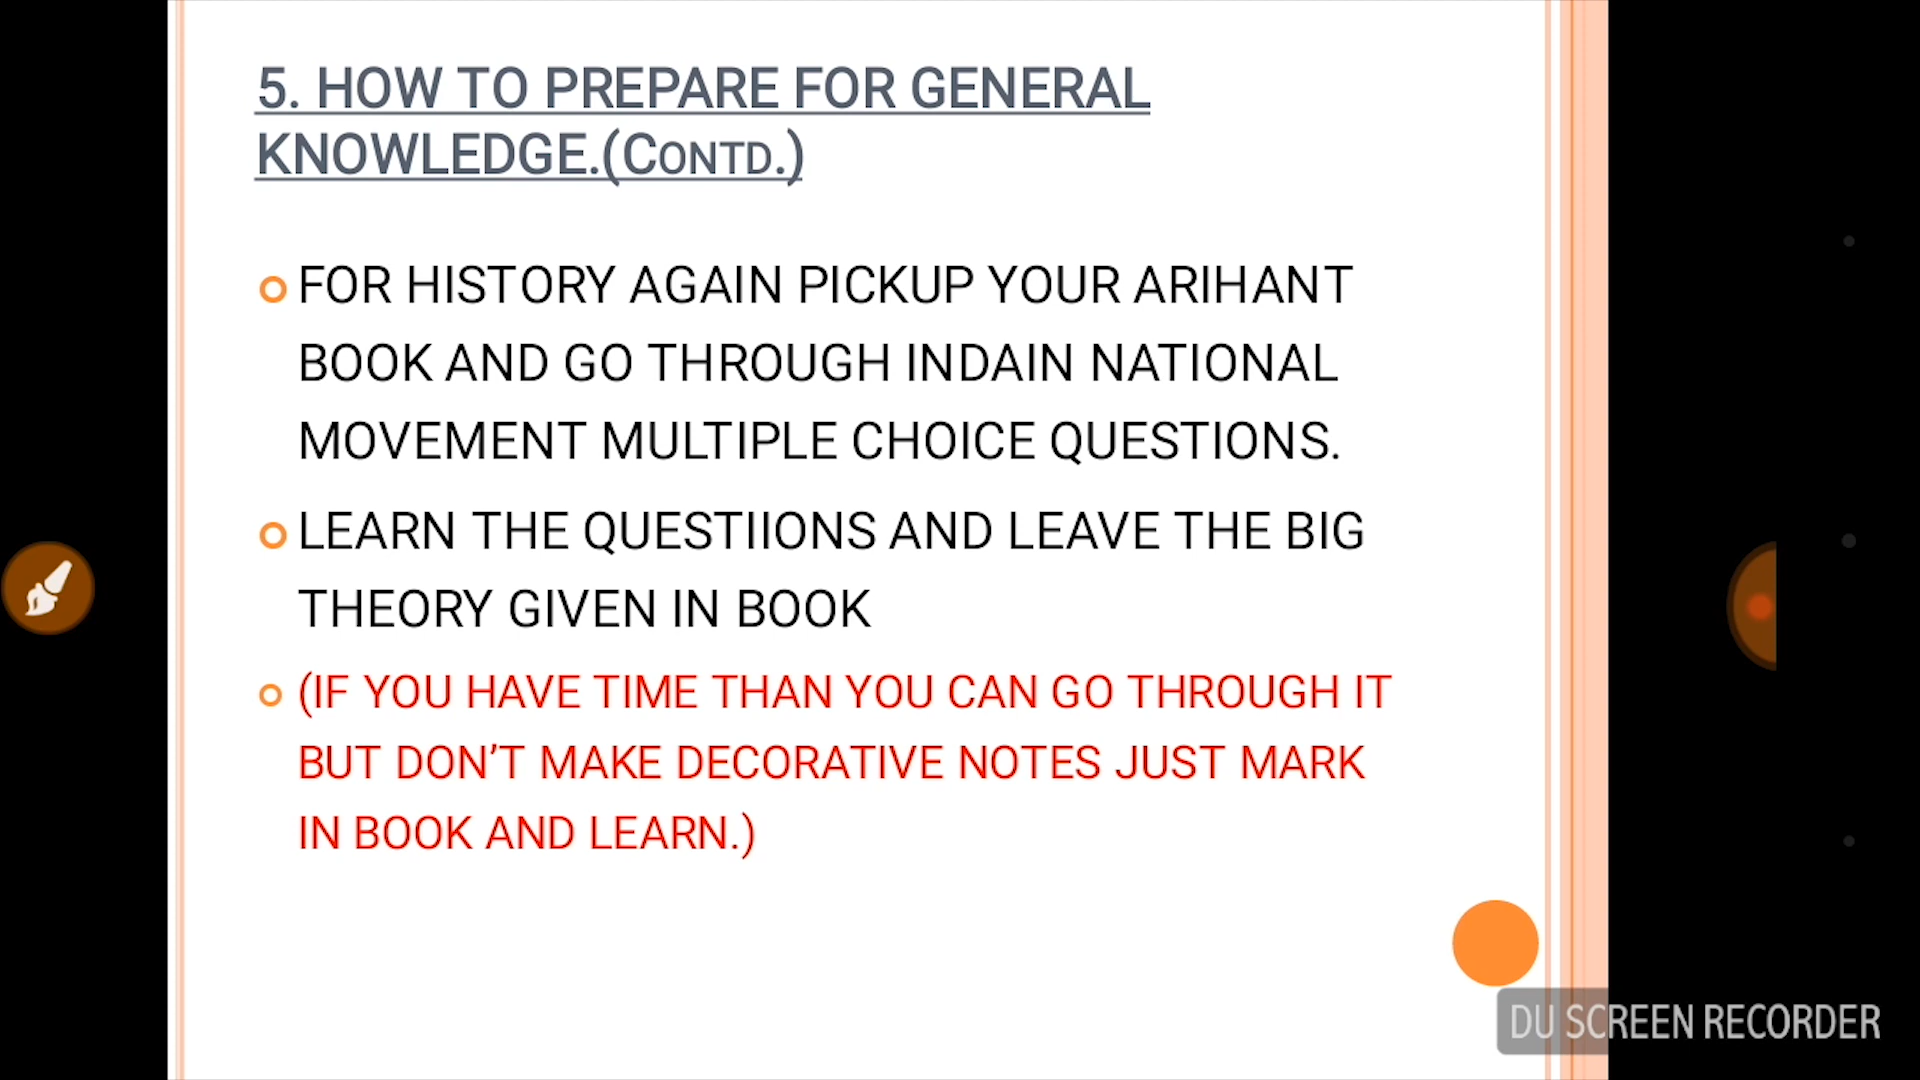 5. HOW TO PREPARE FOR GENERAL
KNOWLEDGE.(CONTD.)
FOR HISTORY AGAIN PICKUP YOUR ARIHANT
BOOK AND GO THROUGH INDAIN NATIONAL
MOVEMENT MULTIPLE CHOICE QUESTIONS.
LEARN THE QUESTIIONS AND LEAVE THE BIG
THEORY GIVEN IN BOOK
(IF YOU HAVE TIME THAN YOU CAN GO THROUGH IT
BUT DON’T MAKE DECORATIVE NOTES JUST MARK
IN BOOK AND LEARN.)
DU SCREEN RECORDER